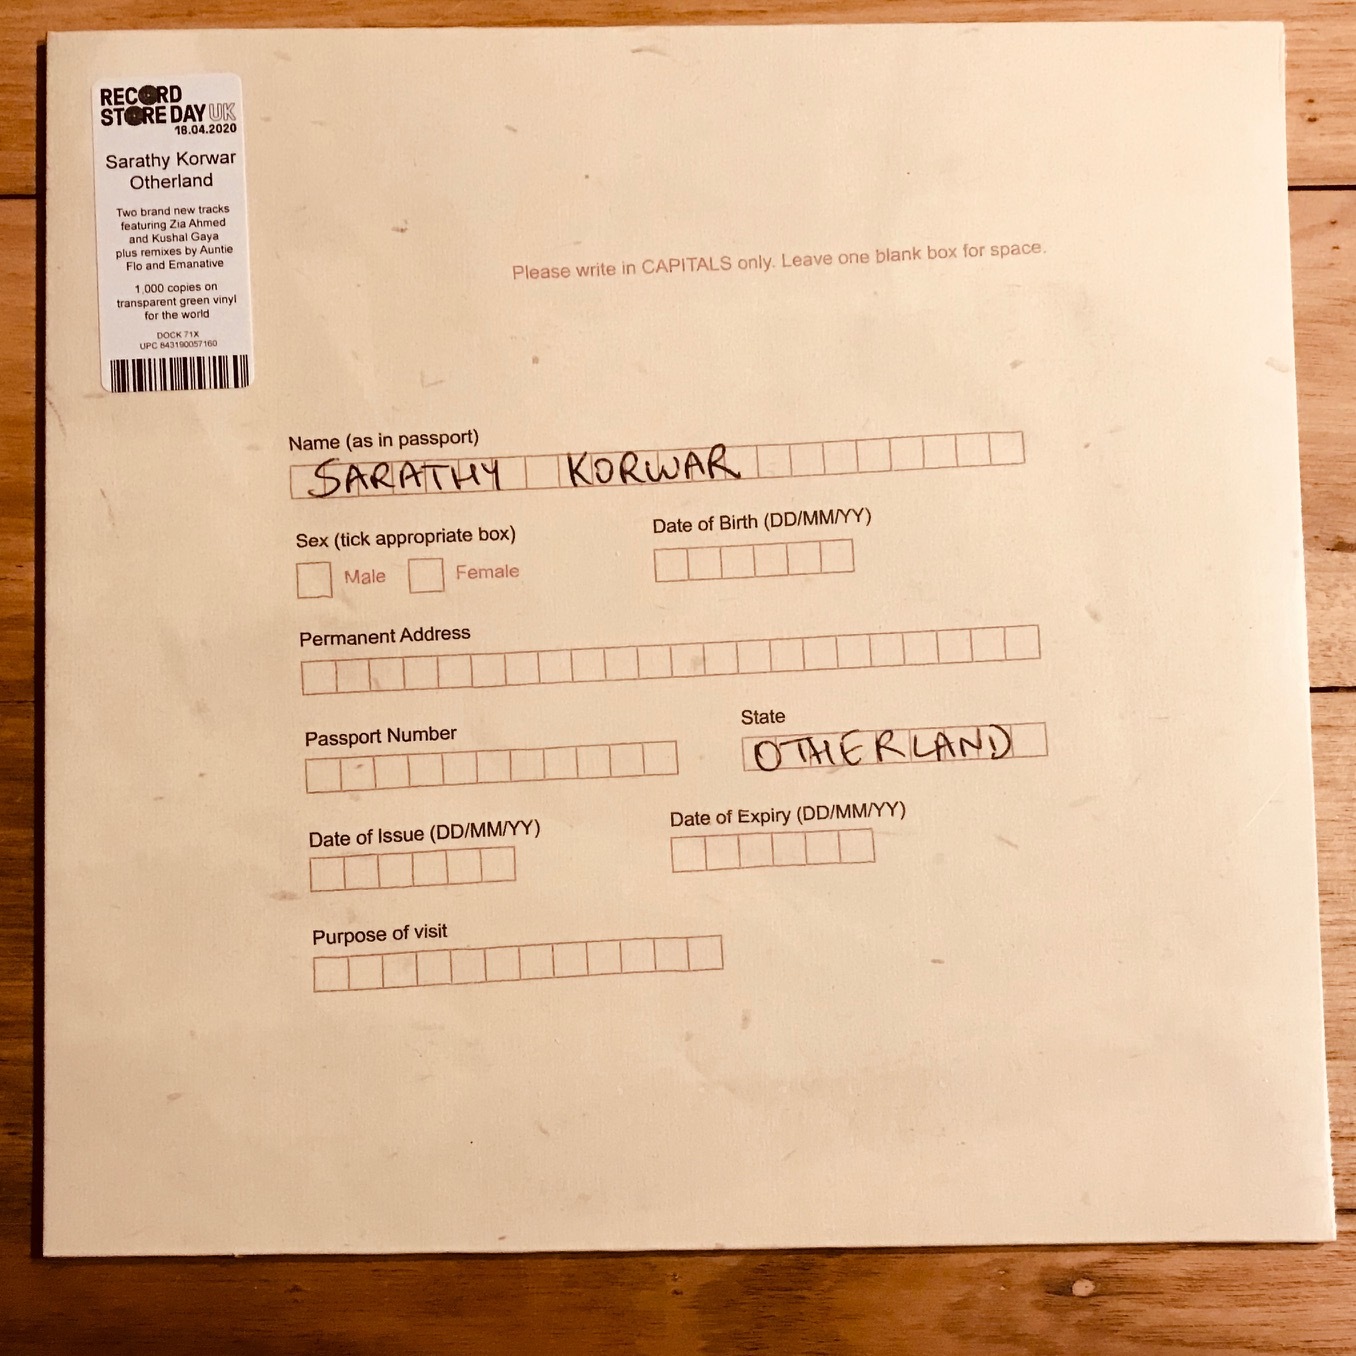 RECORD
STORE DAY UK
18.04.2020
Sarathy Korwar
Otherland
Two brand new tracks
featuring Zia Ahmed
and Kushal Gaya
plus remixes by Auntie
Flo and Emanative
1,000 copies on
transparent green vinyl
for the world
DOCK 71X
UPC 843190057160
Please write in CAPITALS only. Leave one blank box for space.
Name (as in passport)
SARATHY KORWAR
Sex (tick appropriate box)
Male Female
Date of Birth (DD/MM/YY)
Permanent Address
Passport Number
State
OTHERLAND
Date of Issue (DD/MM/YY)
Date of Expiry (DD/MM/YY)
Purpose of visit